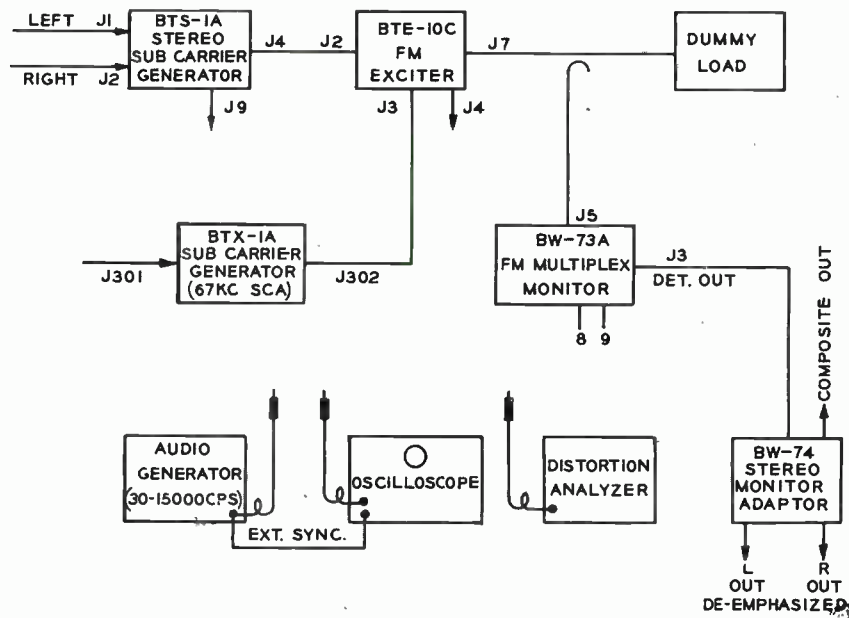 LEFT J1
RIGHT J2
BTS-1A
STEREO
SUB CARRIER
GENERATOR
J9
J4 J2
BTE-10C
FM
EXCITER
J3
J4
J7
DUMMY
LOAD
J301
BTX-1A
SUB CARRIER
GENERATOR
(67KC SCA)
J302
J5
BW-73A
FM MULTIPLEX
MONITOR
8 9
J3
DET. OUT
COMPOSITE OUT
AUDIO
GENERATOR
(30-15000CPS)
EXT. SYNC.
OSCILLOSCOPE
DISTORTION
ANALYZER
BW-74
STEREO
MONITOR
ADAPTOR
L R
OUT OUT
DE-EMPHASIZED